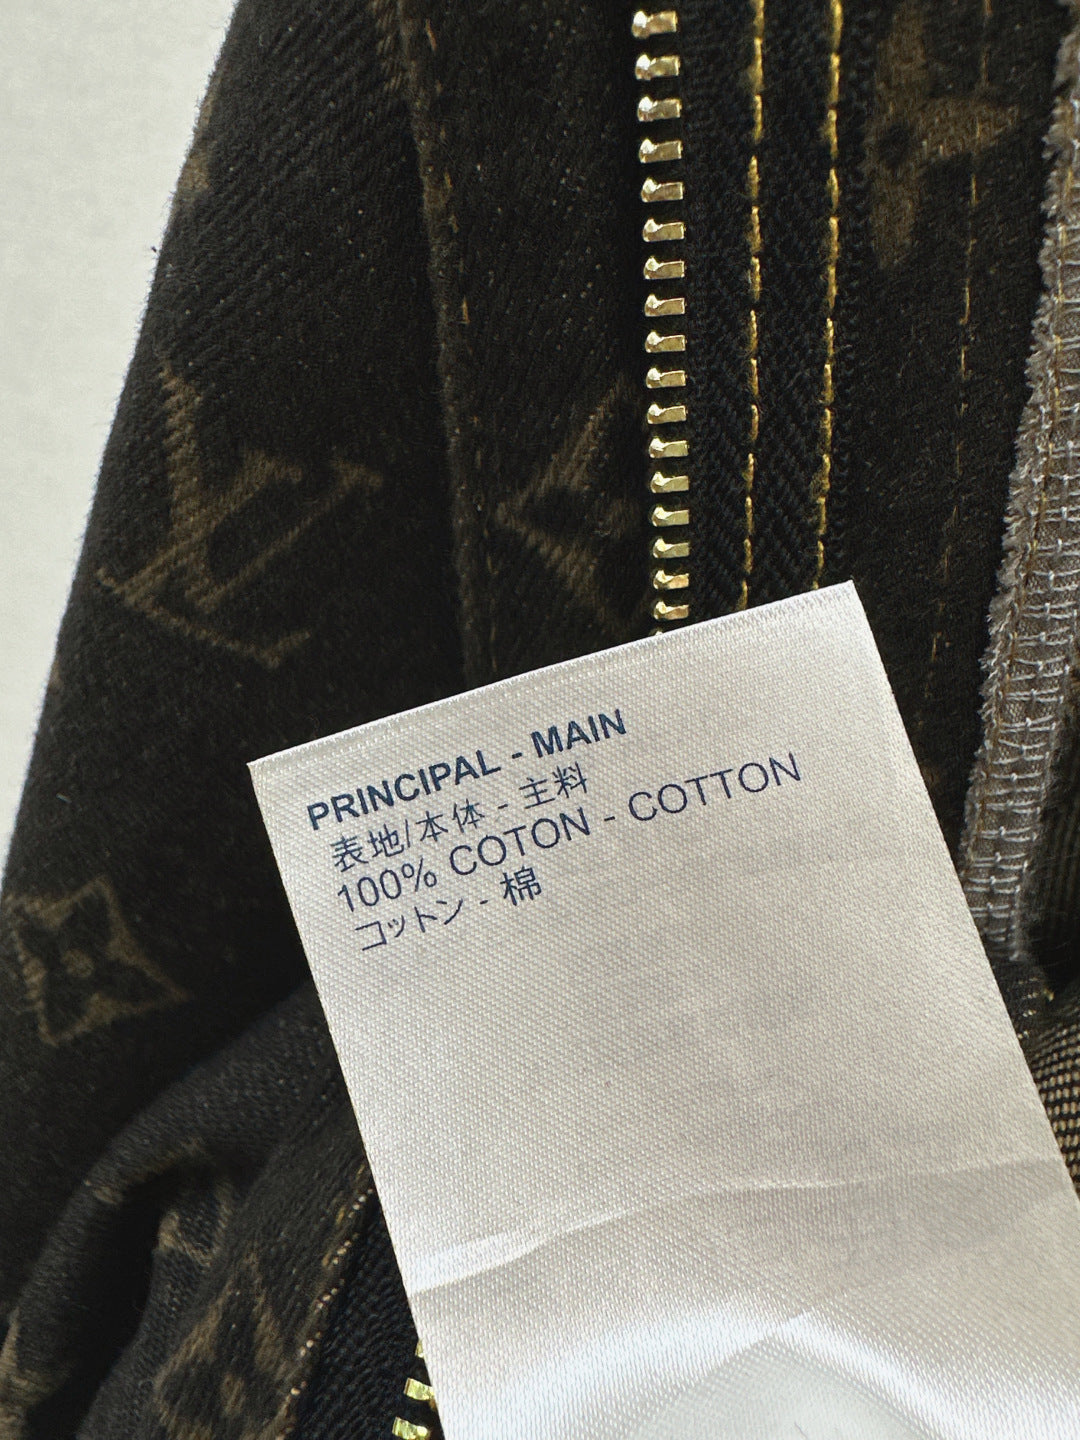 PRINCIPAL - MAIN
表地/本体 - 主料
100% COTON - COTTON
コットン - 棉